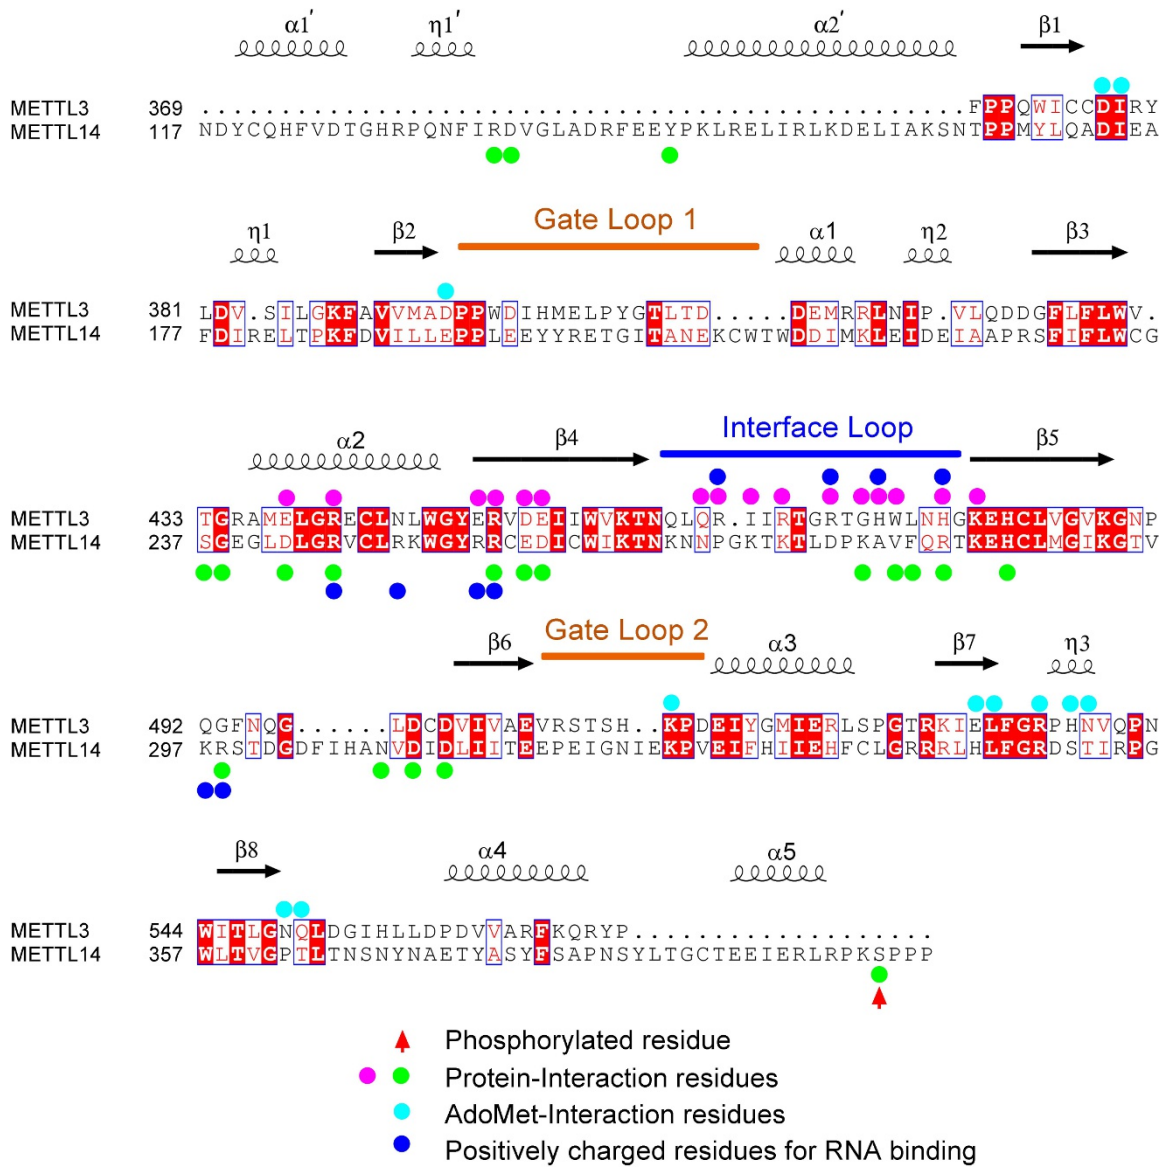 α1′ η1′ α2′ β1
METTL3 369 ................................................FPPQWICCDIRY
METTL14 117 NDYCQHFVDTGHRPQNFIRDVGLADRFEEYPKLRELIRLKDELIAKSNTPPMYLQADIEA
Gate Loop 1
η1 β2 α1 η2 β3
METTL3 381 LDV.SILGKFAVVMADPPWDIHMELPYGTLTD.....DEMRRLNIP.VLQDDGFLFLWV.
METTL14 177 FDIRELTPKFDVILLEPPLEEYYRETGITANEKCWTWDDIMKLEIDEIAAPRSFIFLWCG
Interface Loop
α2 β4 β5
METTL3 433 TGRAMELGRECLNLWGYERVDEIIWVKTNQLQR.IIRTGRTGHWLNHGKEHCLVGVKGNP
METTL14 237 SGEGLDLGRVCLRKWGYRRCEDICWIKTNKNNPGKTKTLDPKAVFQRTKEHCLMGIKGTV
Gate Loop 2
β6 α3 β7 η3
METTL3 492 QGFNQG......LDCDVIVAEVRSTSH..KPDEIYGMIERLSPGTRKIELFGRPHNVQPN
METTL14 297 KRSTDGDFIHANVDIDLIITEEPEIGNIEKPVEIFHIIEHFCLGRRRLHLFGRDSTIRPG
β8 α4 α5
METTL3 544 WITLGNQLDGIHLLDPDVVARFKQRYP...................
METTL14 357 WLTVGPTLTNSNYNAETYASYFSAPNSYLTGCTEEIERLRPKSPPP
Phosphorylated residue
Protein-Interaction residues
AdoMet-Interaction residues
Positively charged residues for RNA binding